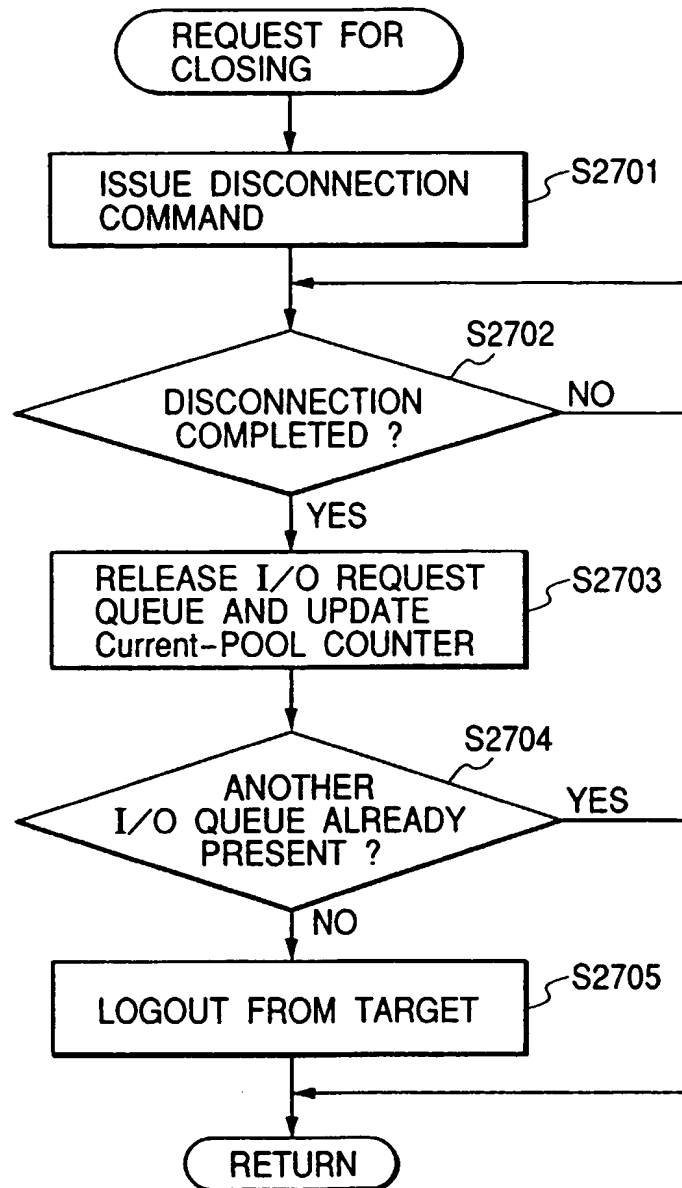 REQUEST FOR
CLOSING
ISSUE DISCONNECTION
COMMAND
S2701
S2702
DISCONNECTION
COMPLETED ?
NO
YES
RELEASE I/O REQUEST
QUEUE AND UPDATE
Current-POOL COUNTER
S2703
S2704
ANOTHER
I/O QUEUE ALREADY
PRESENT ?
YES
NO
LOGOUT FROM TARGET
S2705
RETURN